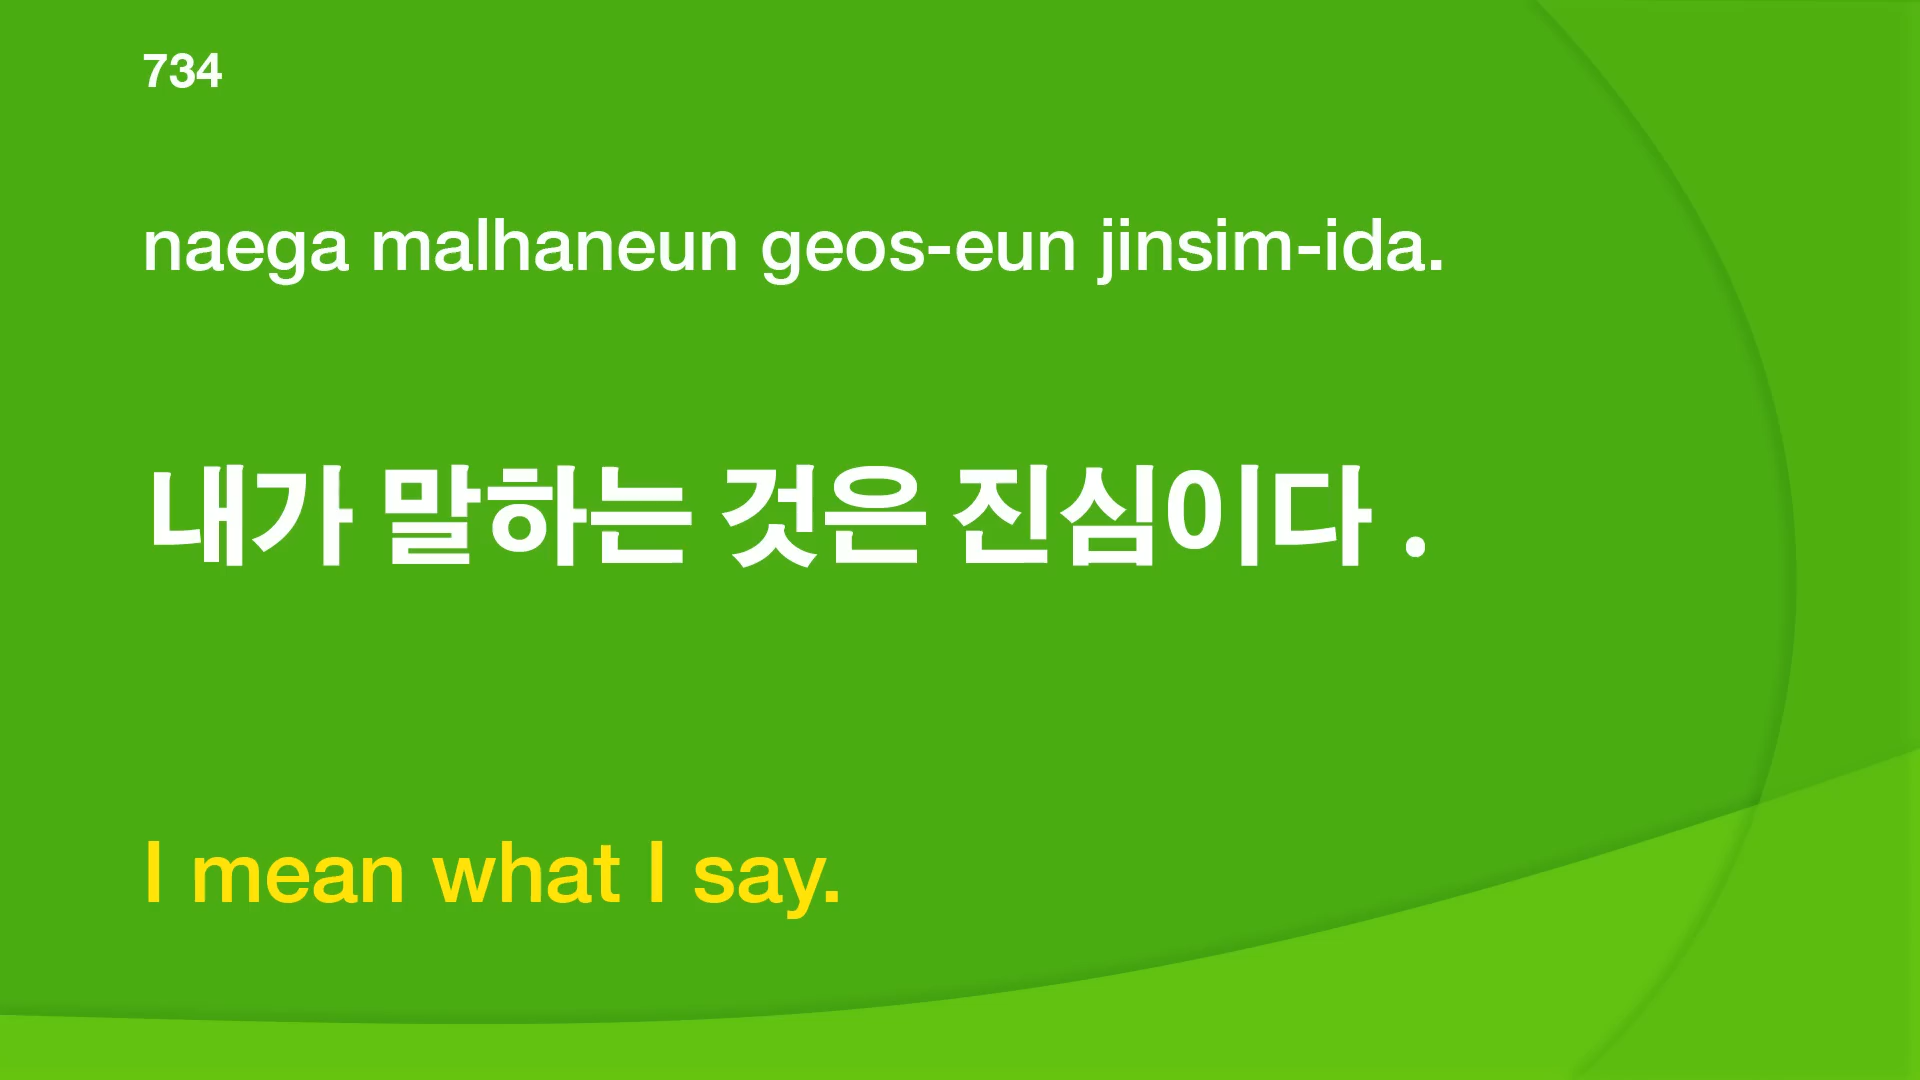 734
naega malhaneun geos-eun jinsim-ida.
내가 말하는 것은 진심이다 .
I mean what I say.